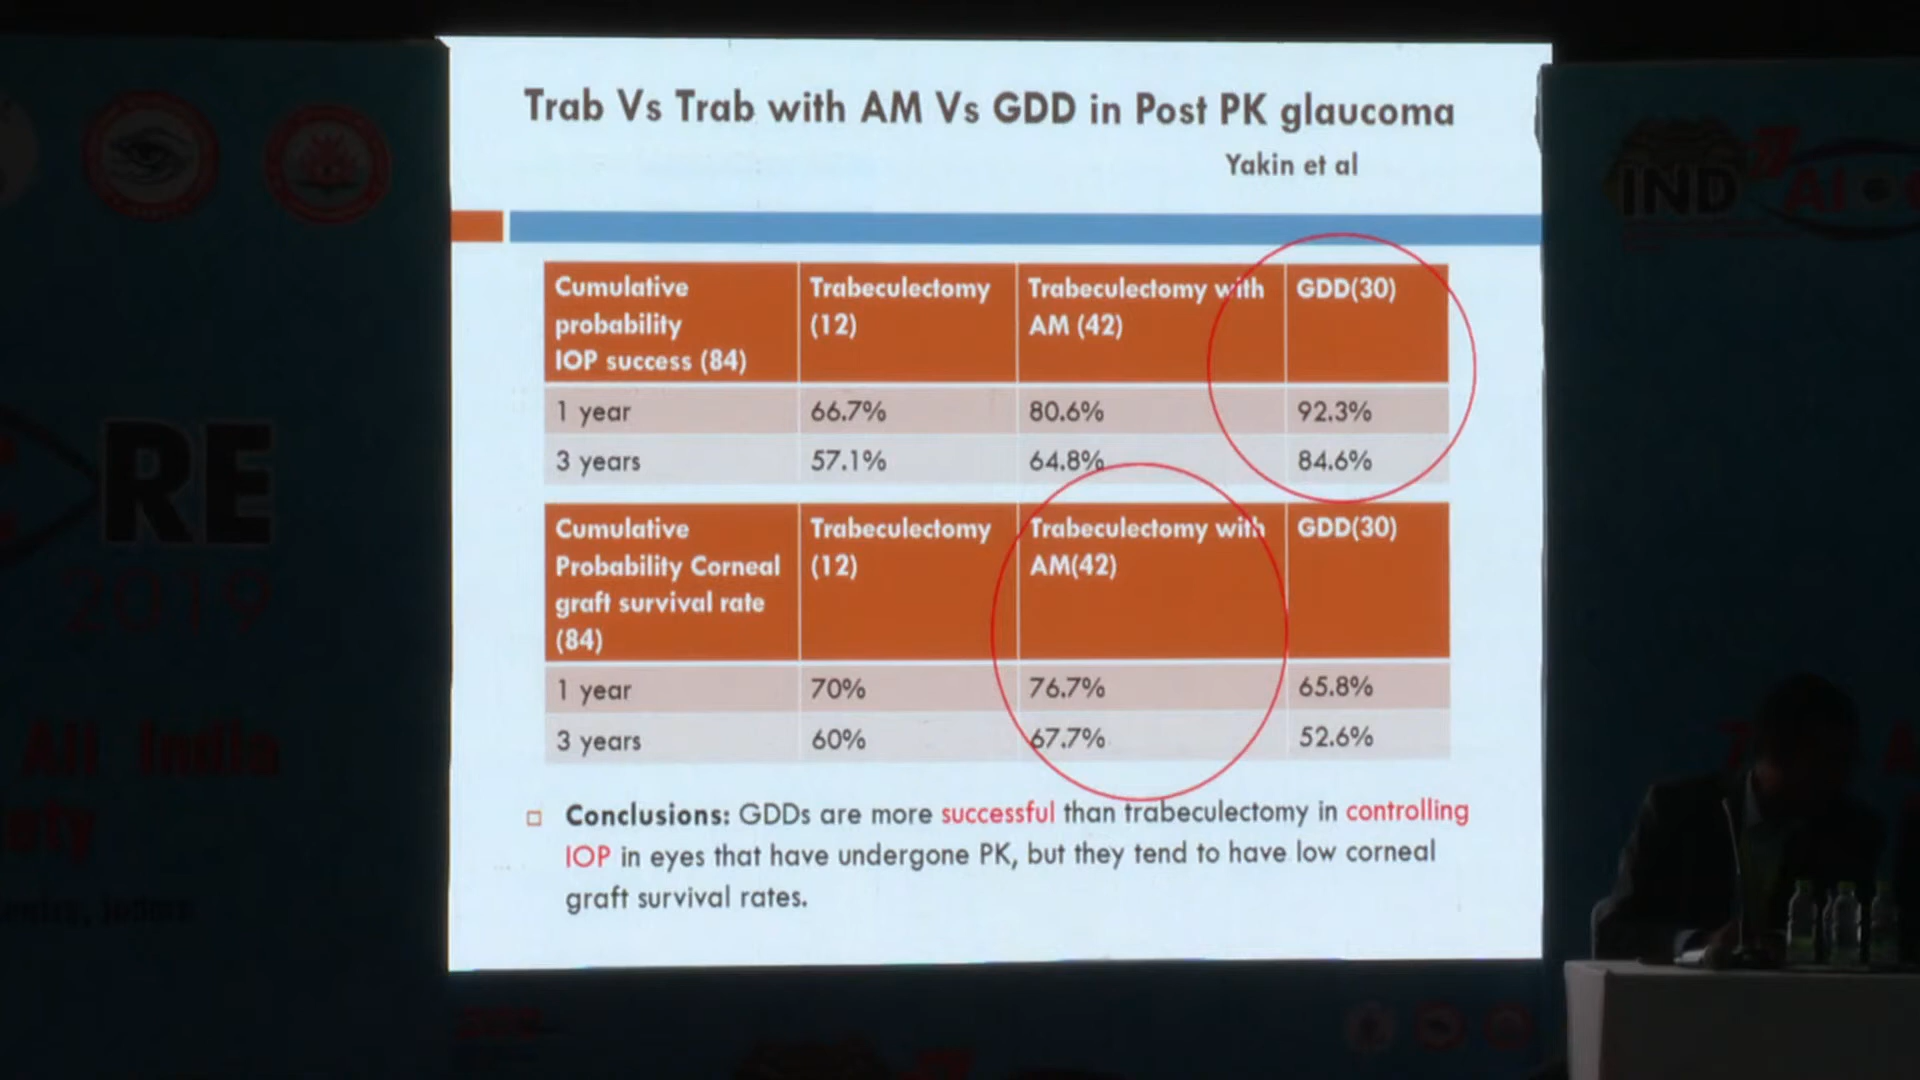 Trab Vs Trab with AM Vs GDD in Post PK glaucoma
Yakin et al
Cumulative probability IOP success (84)
Trabeculectomy (12)
Trabeculectomy with AM (42)
GDD(30)
1 year
66.7%
80.6%
92.3%
3 years
57.1%
64.8%
84.6%
Cumulative Probability Corneal graft survival rate (84)
Trabeculectomy (12)
Trabeculectomy with AM(42)
GDD(30)
1 year
70%
76.7%
65.8%
3 years
60%
67.7%
52.6%
Conclusions: GDDs are more successful than trabeculectomy in controlling
IOP in eyes that have undergone PK, but they tend to have low corneal
graft survival rates.
RE
2019
All India
IND